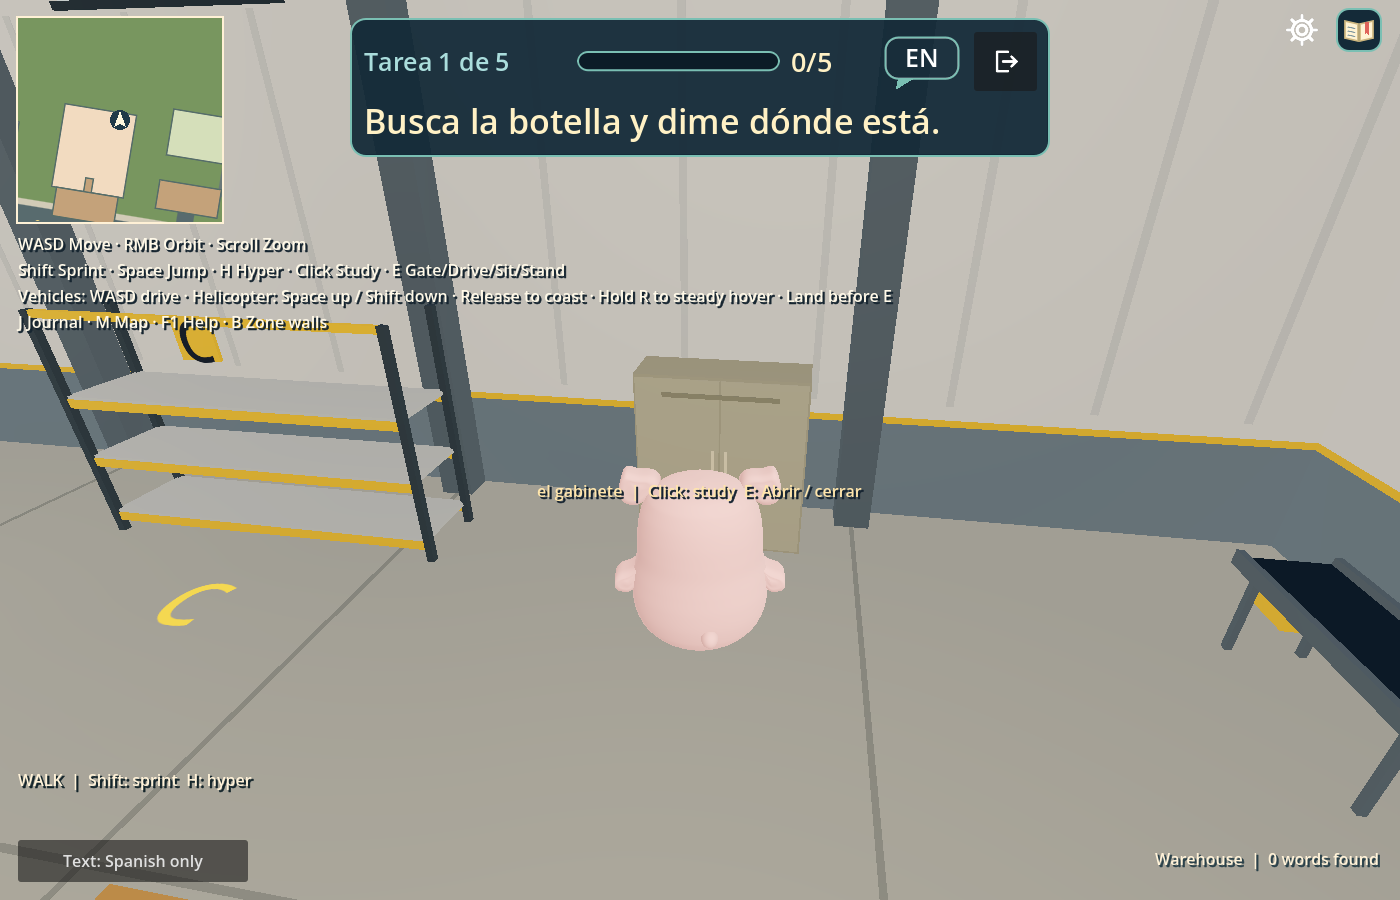 Tarea 1 de 5
0/5
EN
Busca la botella y dime dónde está.
WASD Move · RMB Orbit · Scroll Zoom
Shift Sprint · Space Jump · H Hyper · Click Study · E Gate/Drive/Sit/Stand
Vehicles: WASD drive · Helicopter: Space up / Shift down · Release to coast · Hold R to steady hover · Land before E
J Journal · M Map · F1 Help · B Zone walls
el gabinete | Click: study E: Abrir / cerrar
WALK | Shift: sprint H: hyper
Text: Spanish only
Warehouse | 0 words found